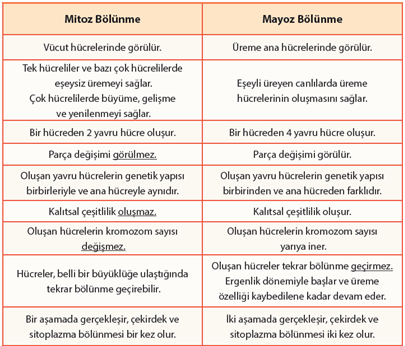 Mitoz Bölünme
Mayoz Bölünme
Vücut hücrelerinde görülür.
Üreme ana hücrelerinde görülür.
Tek hücreliler ve bazı çok hücrelilerde
eşeysiz üremeyi sağlar.
Çok hücrelilerde büyüme, gelişme
ve yenilenmeyi sağlar.
Eşeyli üreyen canlılarda üreme
hücrelerinin oluşmasını sağlar.
Bir hücreden 2 yavru hücre oluşur.
Bir hücreden 4 yavru hücre oluşur.
Parça değişimi görülmez.
Parça değişimi görülür.
Oluşan yavru hücrelerin genetik yapısı
birbirleriyle ve ana hücreyle aynıdır.
Oluşan yavru hücrelerin genetik yapısı
birbirinden ve ana hücreden farklıdır.
Kalıtsal çeşitlilik oluşmaz.
Kalıtsal çeşitlilik oluşur.
Oluşan hücrelerin kromozom sayısı
değişmez.
Oluşan hücrelerin kromozom sayısı
yarıya iner.
Hücreler, belli bir büyüklüğe ulaştığında
tekrar bölünme geçirebilir.
Oluşan hücreler tekrar bölünme geçirmez.
Ergenlik dönemiyle başlar ve üreme
özelliği kaybedilene kadar devam eder.
Bir aşamada gerçekleşir, çekirdek ve
sitoplazma bölünmesi bir kez olur.
İki aşamada gerçekleşir, çekirdek ve
sitoplazma bölünmesi iki kez olur.